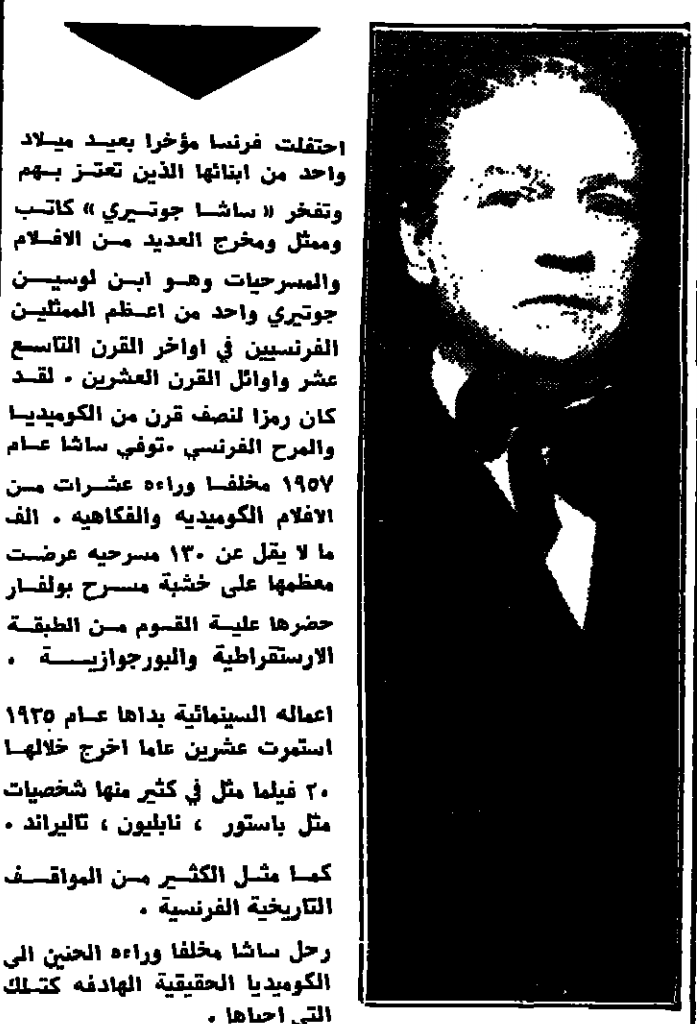 احتفلت فرنسا مؤخرا بعيد ميلاد
واحد من ابنائها الذين تعتز بهم
وتفخر « ساشا جوتيري » كاتب
وممثل ومخرج العديد من الافلام
والمسرحيات وهو ابن لوسين
جوتيري واحد من اعظم الممثلين
الفرنسيين في اواخر القرن التاسع
عشر واوائل القرن العشرين . لقد
كان رمزا لنصف قرن من الكوميديا
والمرح الفرنسي .توفي ساشا عام
١٩٥٧ مخلفا وراءه عشرات من
الافلام الكوميديه والفكاهيه . الف
ما لا يقل عن ١٣٠ مسرحيه عرضت
معظمها على خشبة مسرح بولفار
حضرها علية القوم من الطبقة
الارستقراطية والبورجوازية .
اعماله السينمائية بداها عام ١٩٣٥
استمرت عشرين عاما اخرج خلالها
٢٠ فيلما مثل في كثير منها شخصيات
مثل باستور ، نابليون ، تاليراند .
كما مثل الكثير من المواقف
التاريخية الفرنسية .
رحل ساشا مخلفا وراءه الحنين الي
الكوميديا الحقيقية الهادفه كتلك
التي احياها .